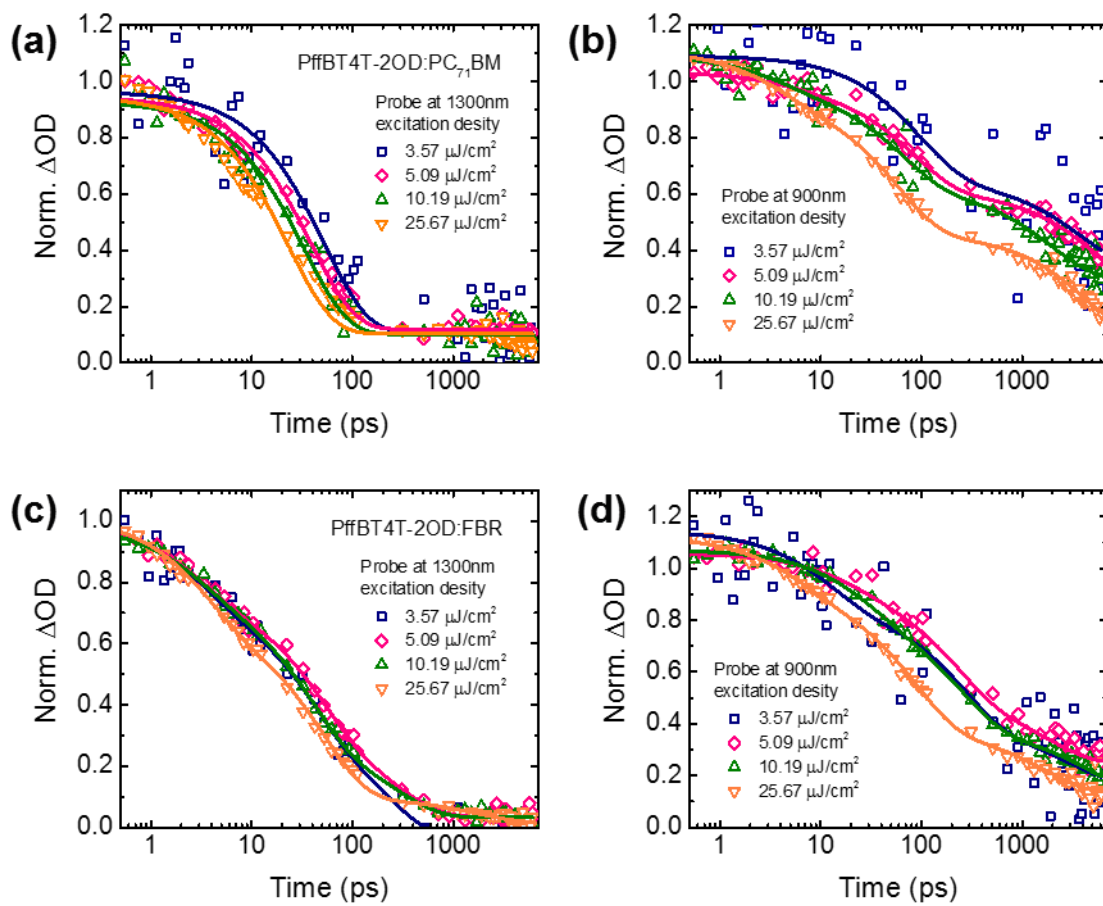 (a)
1.2
1.0
0.8
0.6
0.4
0.2
0.0
Norm. ΔOD
PffBT4T-2OD:PC71BM
Probe at 1300nm
excitation desity
3.57 μJ/cm²
5.09 μJ/cm²
10.19 μJ/cm²
25.67 μJ/cm²
1 10 100 1000
Time (ps)
(b)
1.2
1.0
0.8
0.6
0.4
0.2
0.0
Norm. ΔOD
Probe at 900nm
excitation desity
3.57 μJ/cm²
5.09 μJ/cm²
10.19 μJ/cm²
25.67 μJ/cm²
1 10 100 1000
Time (ps)
(c)
1.0
0.8
0.6
0.4
0.2
0.0
Norm. ΔOD
PffBT4T-2OD:FBR
Probe at 1300nm
excitation desity
3.57 μJ/cm²
5.09 μJ/cm²
10.19 μJ/cm²
25.67 μJ/cm²
1 10 100 1000
Time (ps)
(d)
1.2
1.0
0.8
0.6
0.4
0.2
0.0
Norm. ΔOD
Probe at 900nm
excitation desity
3.57 μJ/cm²
5.09 μJ/cm²
10.19 μJ/cm²
25.67 μJ/cm²
1 10 100 1000
Time (ps)